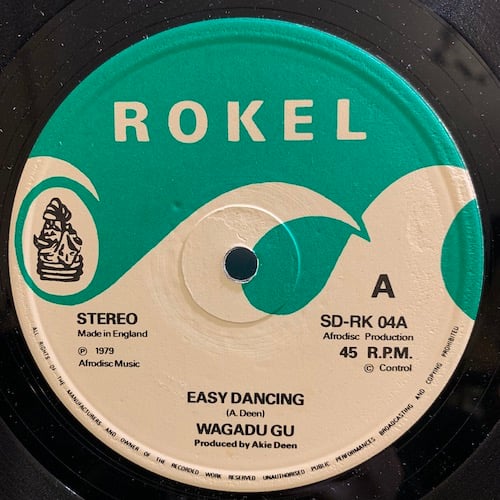 ROKEL
A
STEREO
Made in England
℗ 1979
Afrodisc Music
SD-RK 04A
Afrodisc Production
45 R.P.M.
© Control
EASY DANCING
(A. Deen)
WAGADU GU
Produced by Akie Deen
ALL RIGHTS OF THE MANUFACTURERS AND OWNER OF THE RECORDED WORK RESERVED UNAUTHORISED PUBLIC PERFORMANCES BROADCASTING AND COPYING PROHIBITED